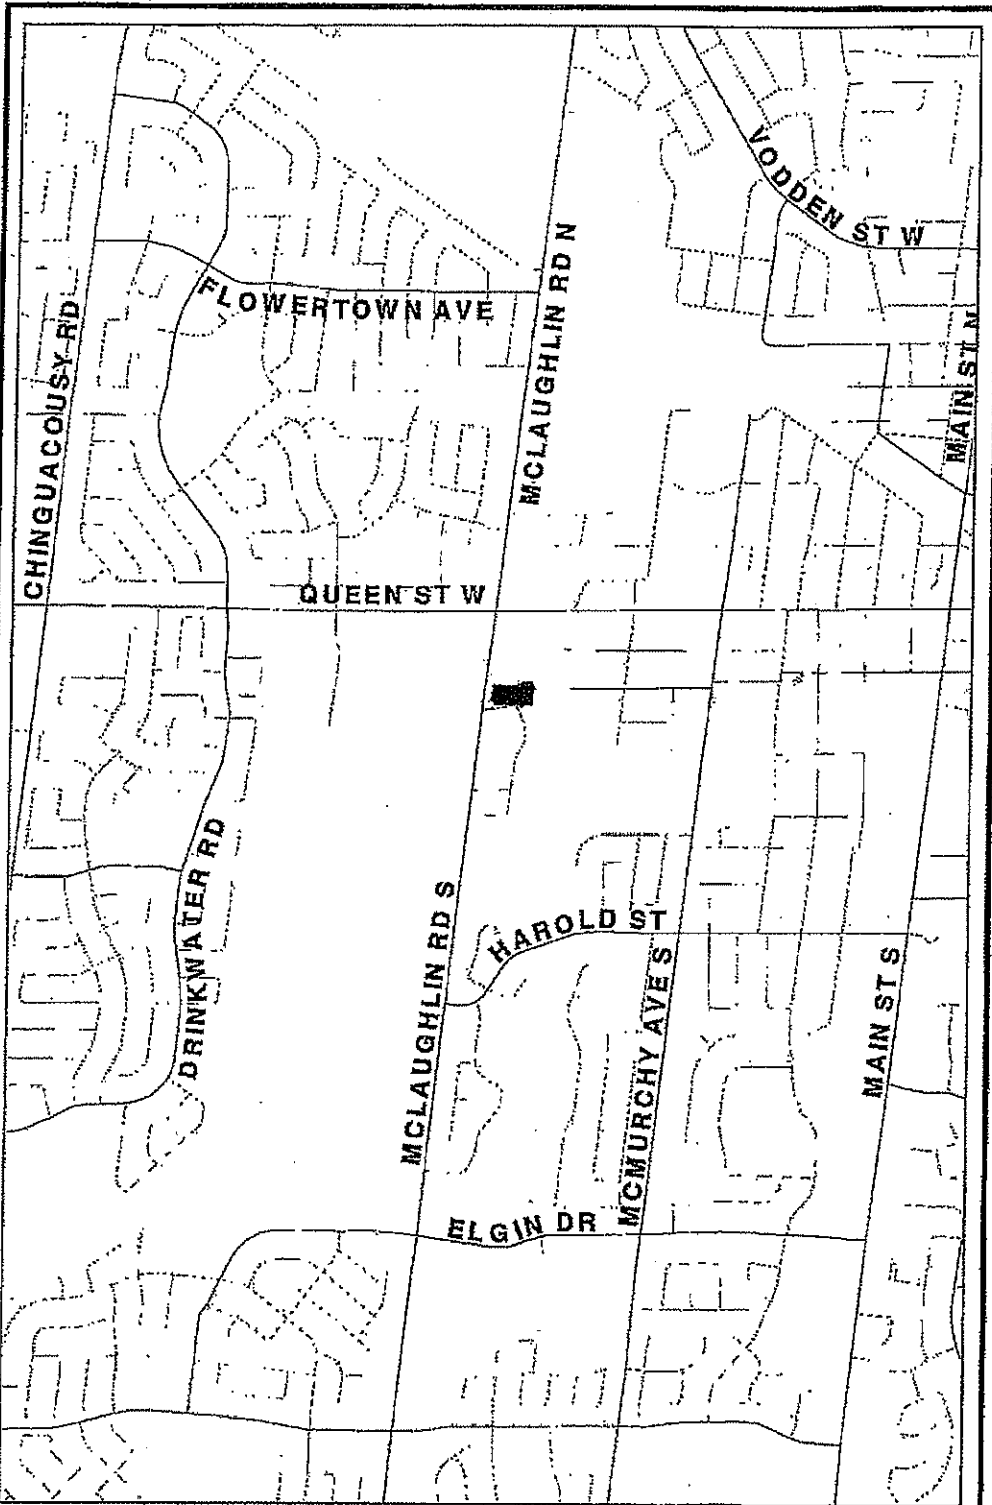 VODDEN ST W
FLOWERTOWN AVE
MCLAUGHLIN RD N
CHINGUACOUSY RD
MAIN ST N
QUEEN ST W
DRINKWATER RD
MCLAUGHLIN RD S
HAROLD ST
MCMURCHY AVE S
MAIN ST S
ELGIN DR